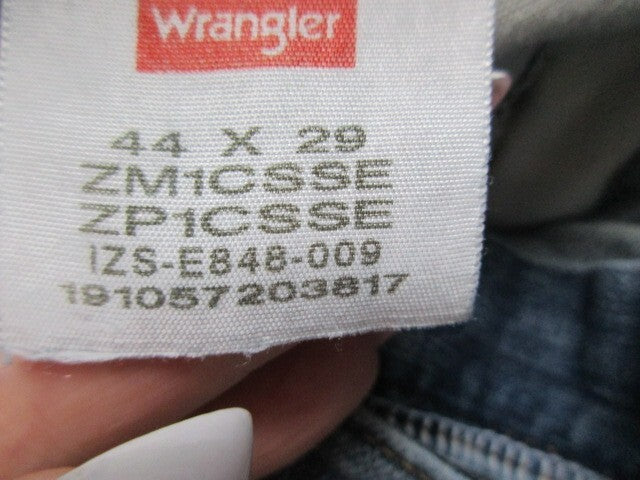 Wrangler
44 X 29
ZM1CSSE
ZP1CSSE
IZS-E848-009
191057203817